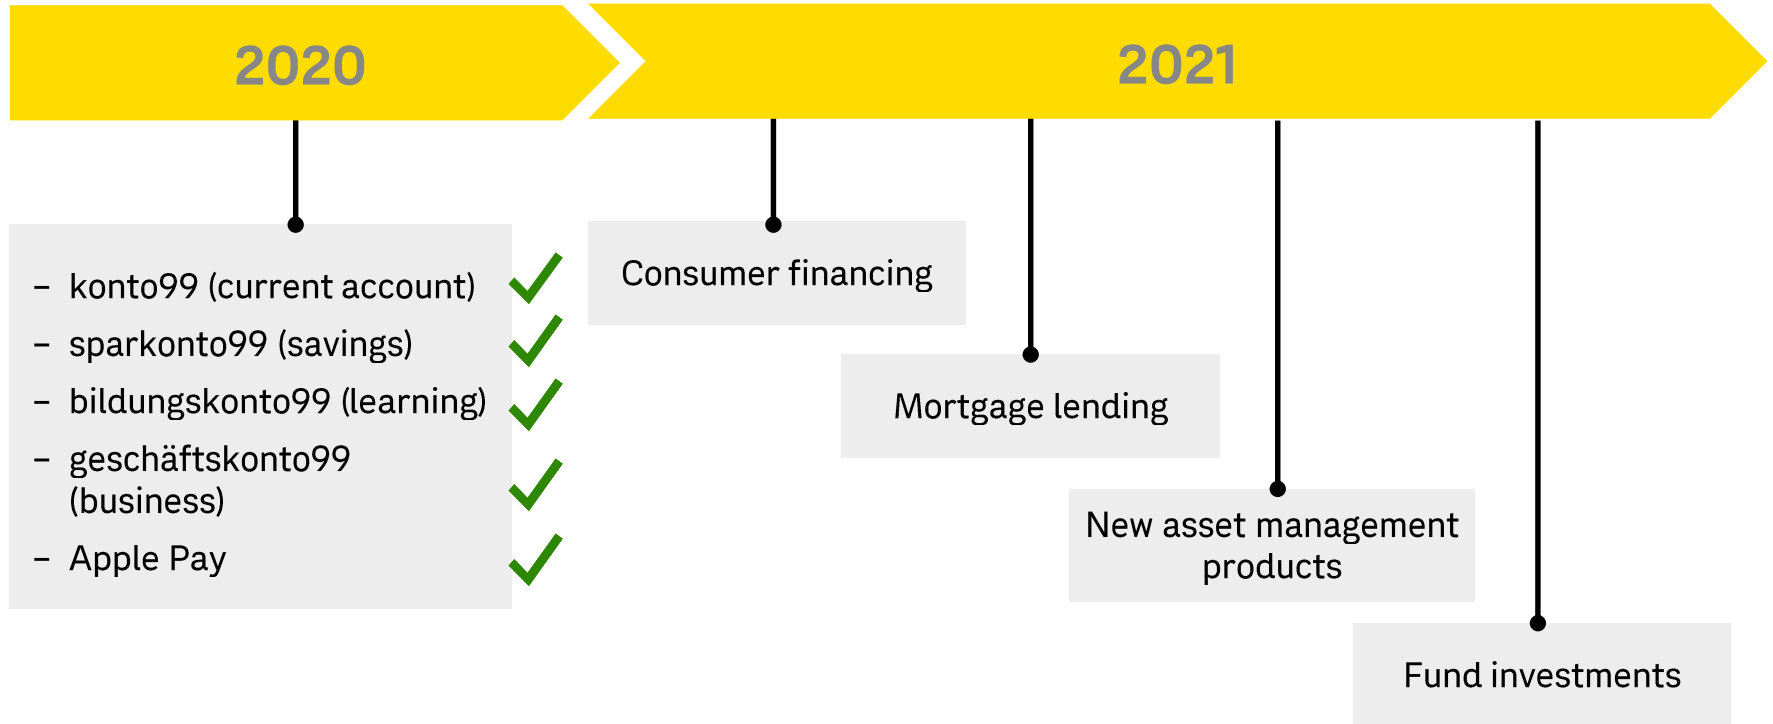 2020
2021
– konto99 (current account)
– sparkonto99 (savings)
– bildungskonto99 (learning)
– geschäftskonto99
(business)
– Apple Pay
Consumer financing
Mortgage lending
New asset management
products
Fund investments